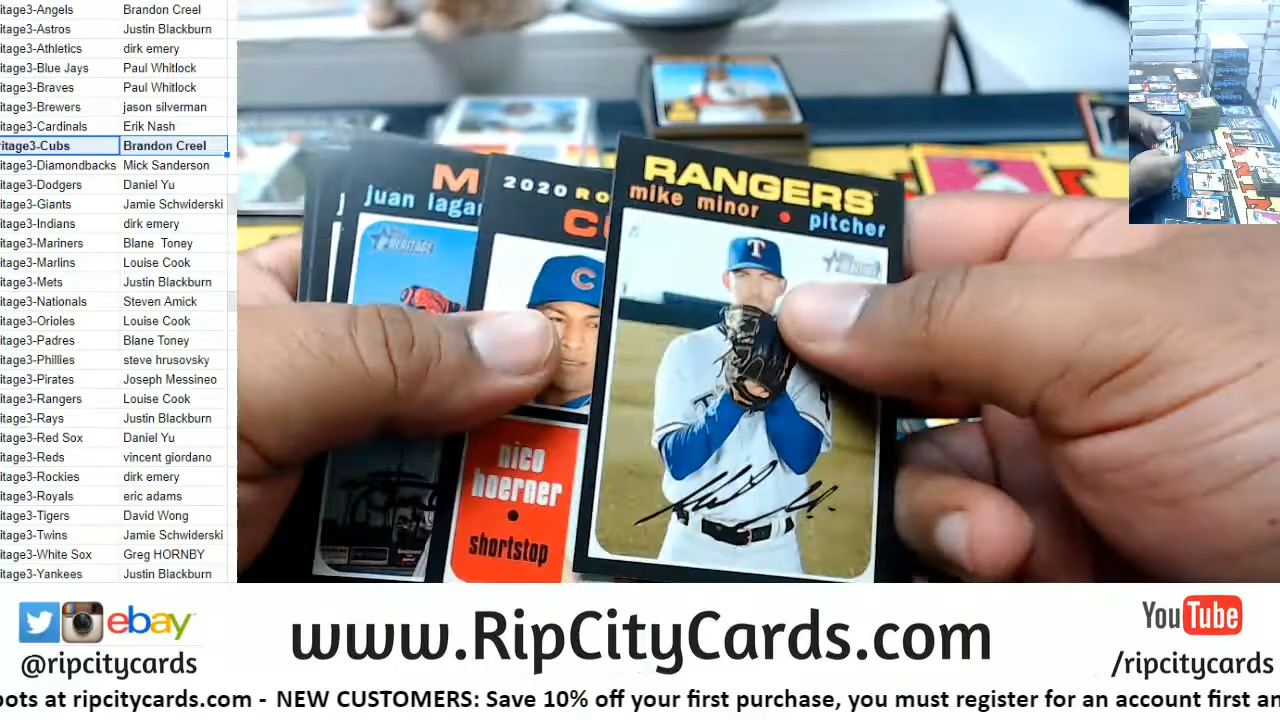 itage3-Angels Brandon Creel
itage3-Astros Justin Blackburn
itage3-Athletics dirk emery
itage3-Blue Jays Paul Whitlock
itage3-Braves Paul Whitlock
itage3-Brewers jason silverman
itage3-Cardinals Erik Nash
ritage3-Cubs Brandon Creel
itage3-Diamondbacks Mick Sanderson
itage3-Dodgers Daniel Yu
itage3-Giants Jamie Schwiderski
itage3-Indians dirk emery
itage3-Mariners Blane Toney
itage3-Marlins Louise Cook
itage3-Mets Justin Blackburn
itage3-Nationals Steven Amick
itage3-Orioles Louise Cook
itage3-Padres Blane Toney
itage3-Phillies steve hrusovsky
itage3-Pirates Joseph Messineo
itage3-Rangers Louise Cook
itage3-Rays Justin Blackburn
itage3-Red Sox Daniel Yu
itage3-Reds vincent giordano
itage3-Rockies dirk emery
itage3-Royals eric adams
itage3-Tigers David Wong
itage3-Twins Jamie Schwiderski
itage3-White Sox Greg HORNBY
itage3-Yankees Justin Blackburn
M
juan lagar
HERITAGE
2020 RO
CU
C
nico
hoerner
shortstop
RANGERS
mike minor • pitcher
T
ebay
@ripcitycards
www.RipCityCards.com
YouTube
/ripcitycards
oots at ripcitycards.com - NEW CUSTOMERS: Save 10% off your first purchase, you must register for an account first an